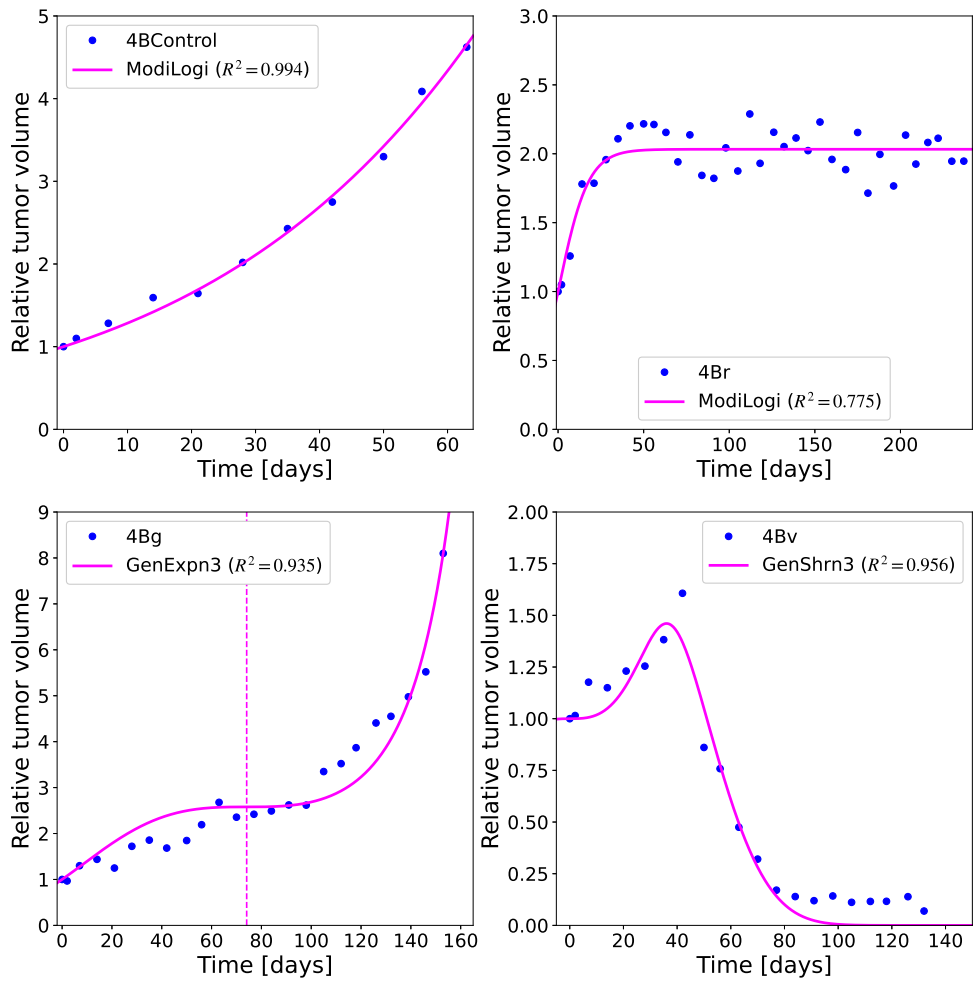 4BControl
ModiLogi (R² = 0.994)
5
4
3
2
1
0
Relative tumor volume
0 10 20 30 40 50 60
Time [days]
3.0
2.5
2.0
1.5
1.0
0.5
0.0
Relative tumor volume
4Br
ModiLogi (R² = 0.775)
0 50 100 150 200
Time [days]
4Bg
GenExpn3 (R² = 0.935)
9
8
7
6
5
4
3
2
1
0
Relative tumor volume
0 20 40 60 80 100 120 140 160
Time [days]
4Bv
GenShrn3 (R² = 0.956)
2.00
1.75
1.50
1.25
1.00
0.75
0.50
0.25
0.00
Relative tumor volume
0 20 40 60 80 100 120 140
Time [days]